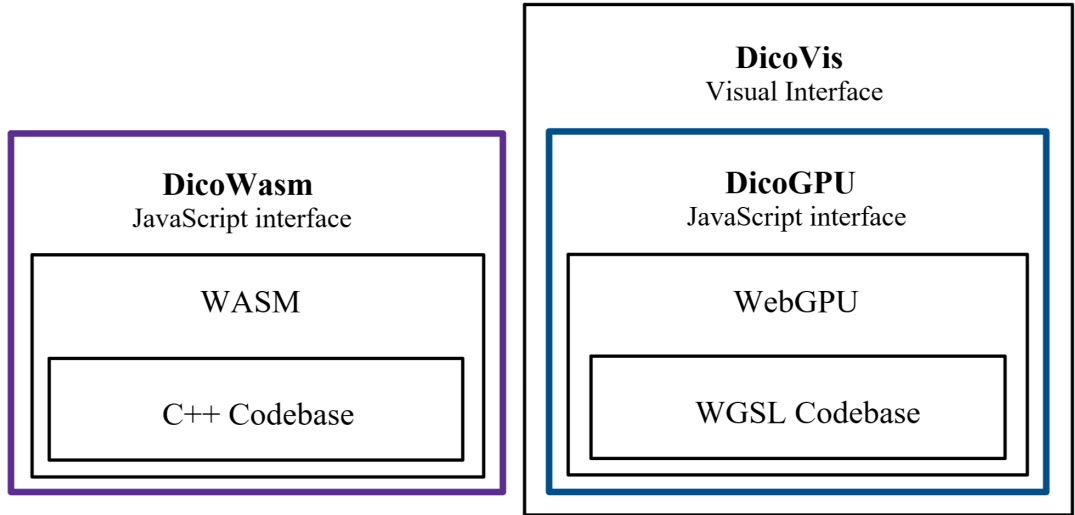 DicoVis
Visual Interface
DicoWasm
JavaScript interface
WASM
C++ Codebase
DicoGPU
JavaScript interface
WebGPU
WGSL Codebase